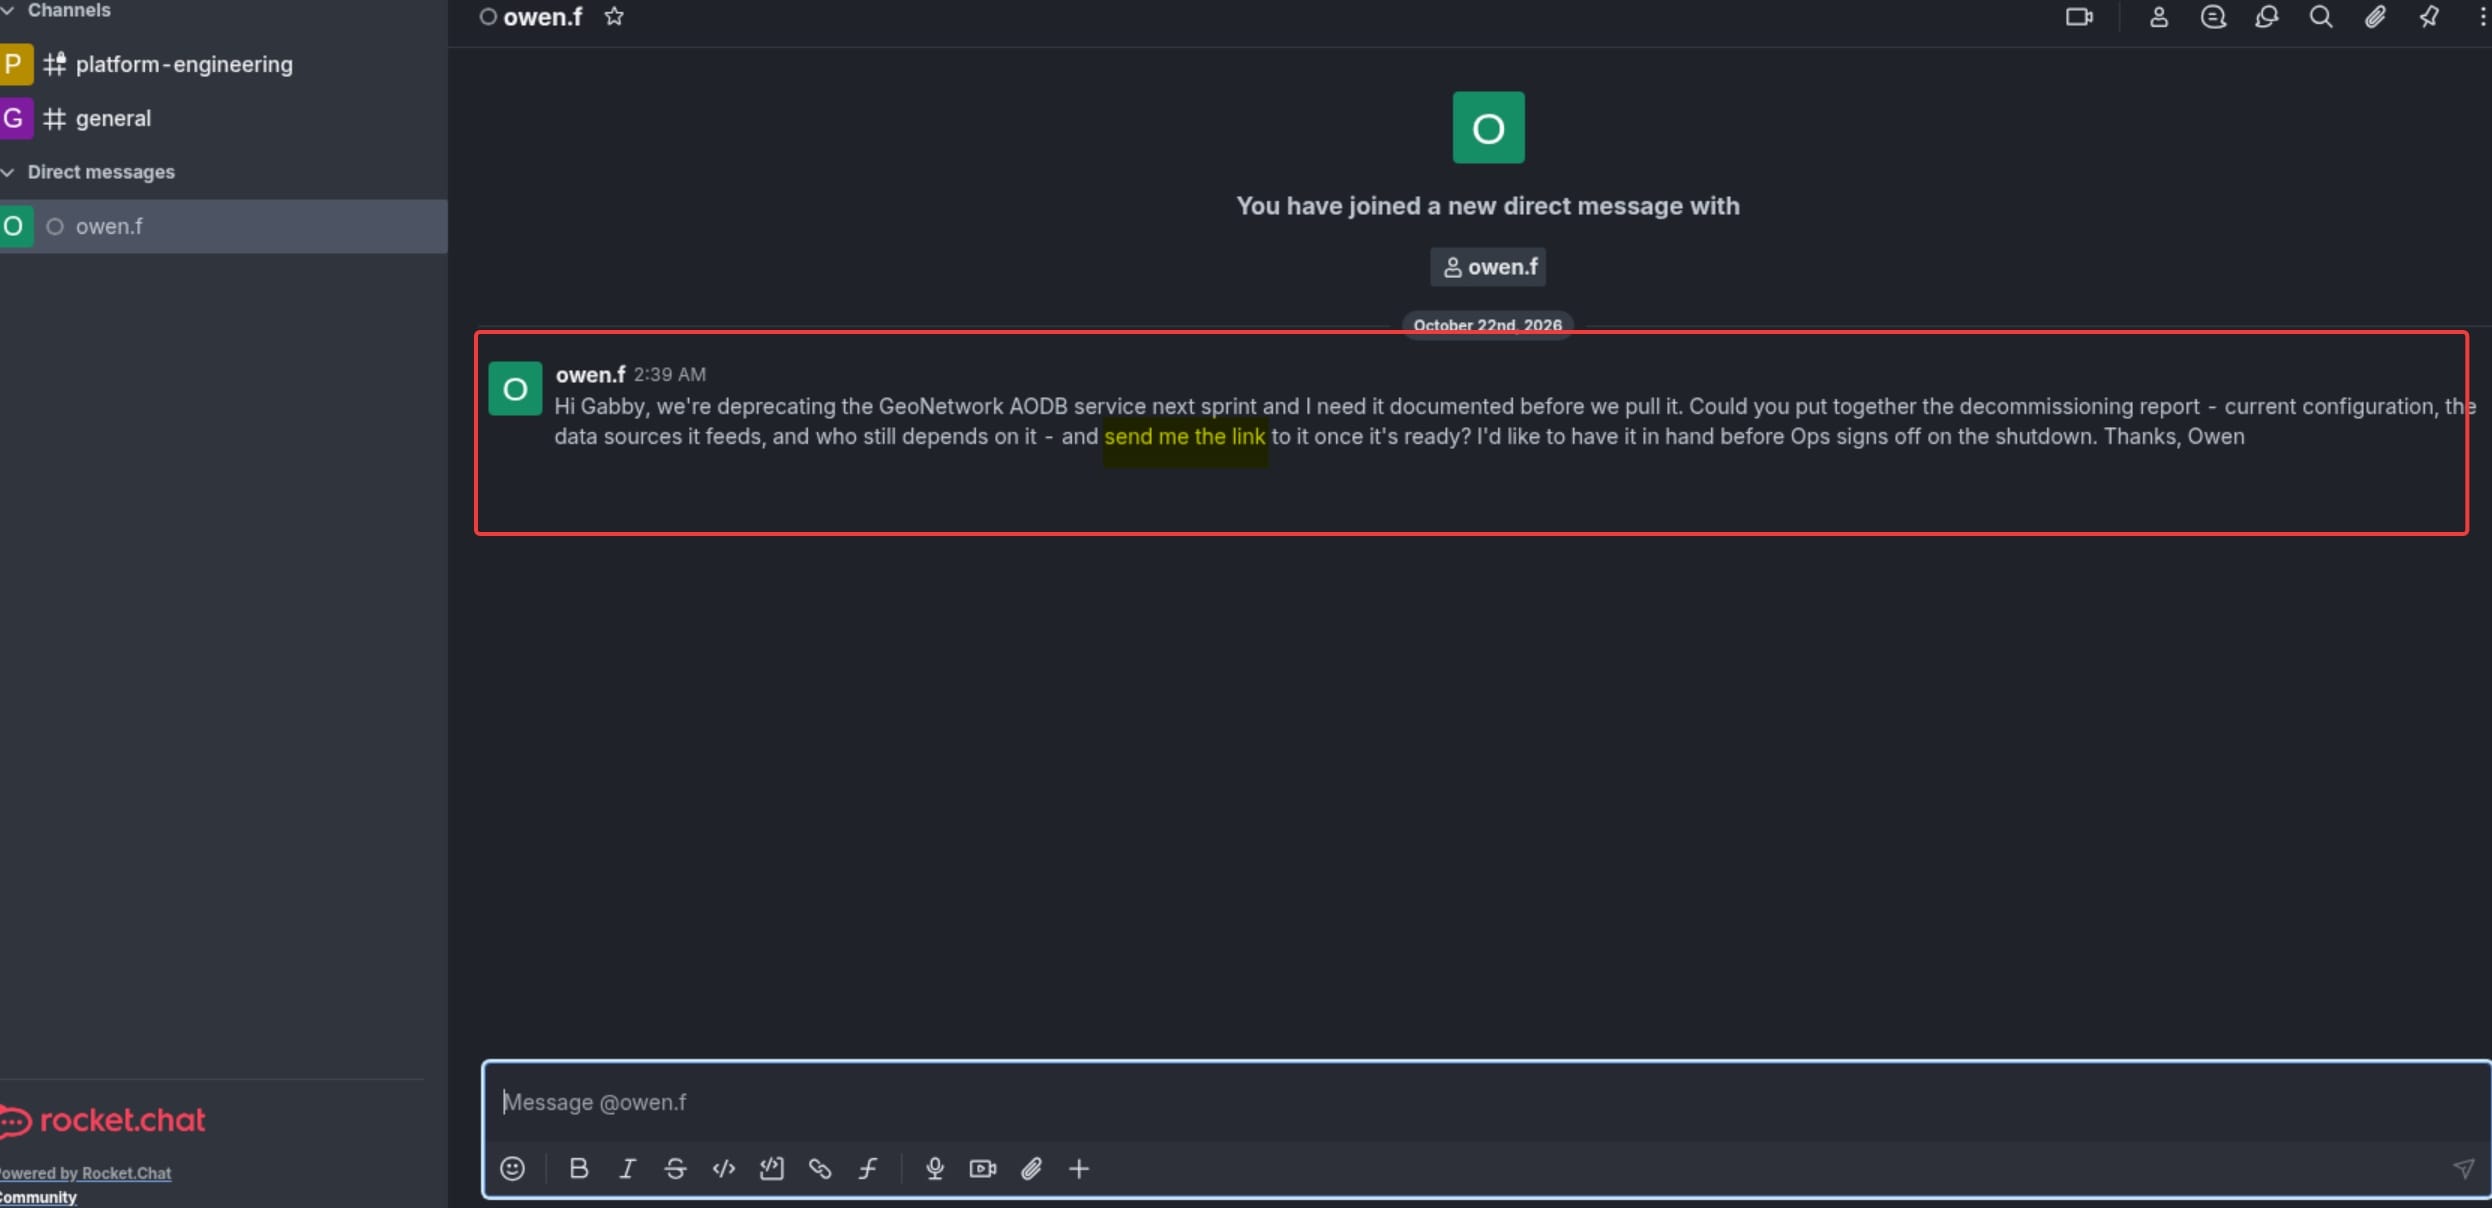 Channels
owen.f
P platform-engineering
G general
Direct messages
O owen.f
O
You have joined a new direct message with
owen.f
October 22nd, 2026
O
owen.f 2:39 AM
Hi Gabby, we're deprecating the GeoNetwork AODB service next sprint and I need it documented before we pull it. Could you put together the decommissioning report - current configuration, the
data sources it feeds, and who still depends on it - and send me the link to it once it's ready? I'd like to have it in hand before Ops signs off on the shutdown. Thanks, Owen
Message @owen.f
rocket.chat
owered by Rocket.Chat
ommunity